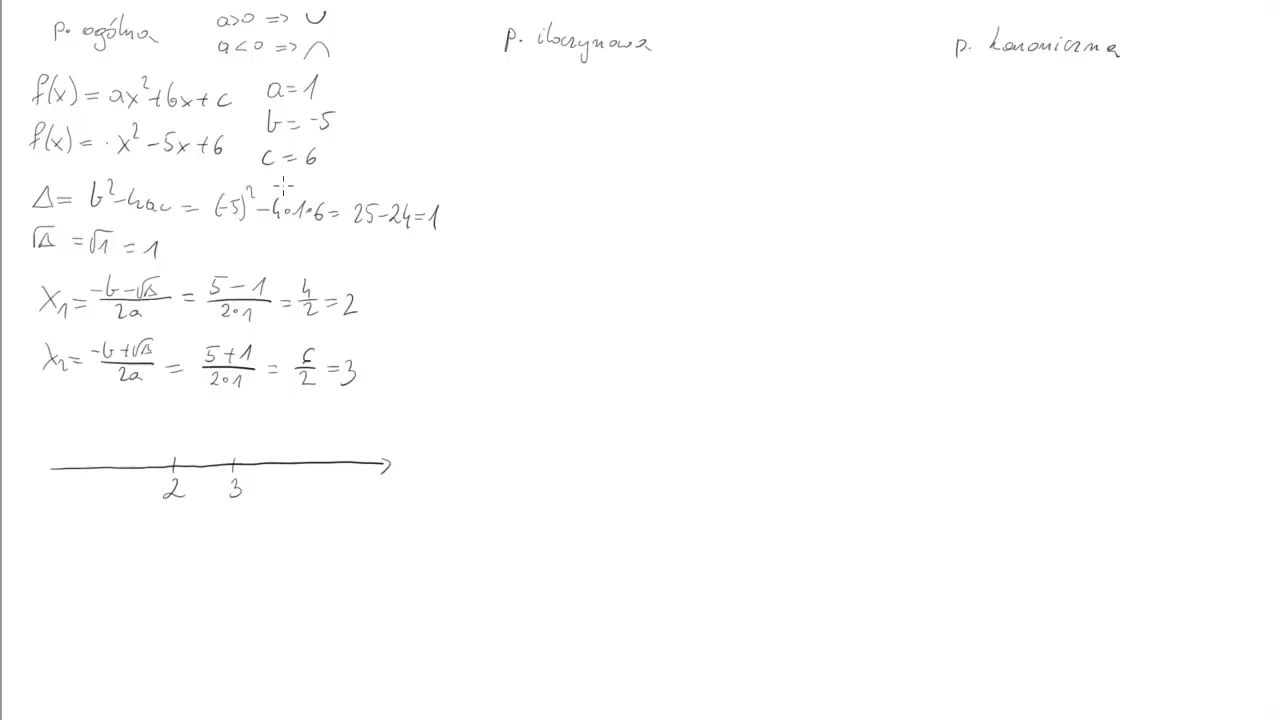 p. ogólna
a>0 => ∪
a<0 => ∩
f(x) = ax²+bx+c
f(x) = x²-5x+6
a=1
b=-5
c=6
Δ= b²-4ac = (-5)²-4•1•6= 25-24=1
√Δ =√1 = 1
X₁= (-b-√Δ)/(2a) = (5-1)/(2•1) = 4/2 = 2
X₂= (-b+√Δ)/(2a) = (5+1)/(2•1) = 6/2 = 3
2 3
p. iloczynowa
p. kanoniczna